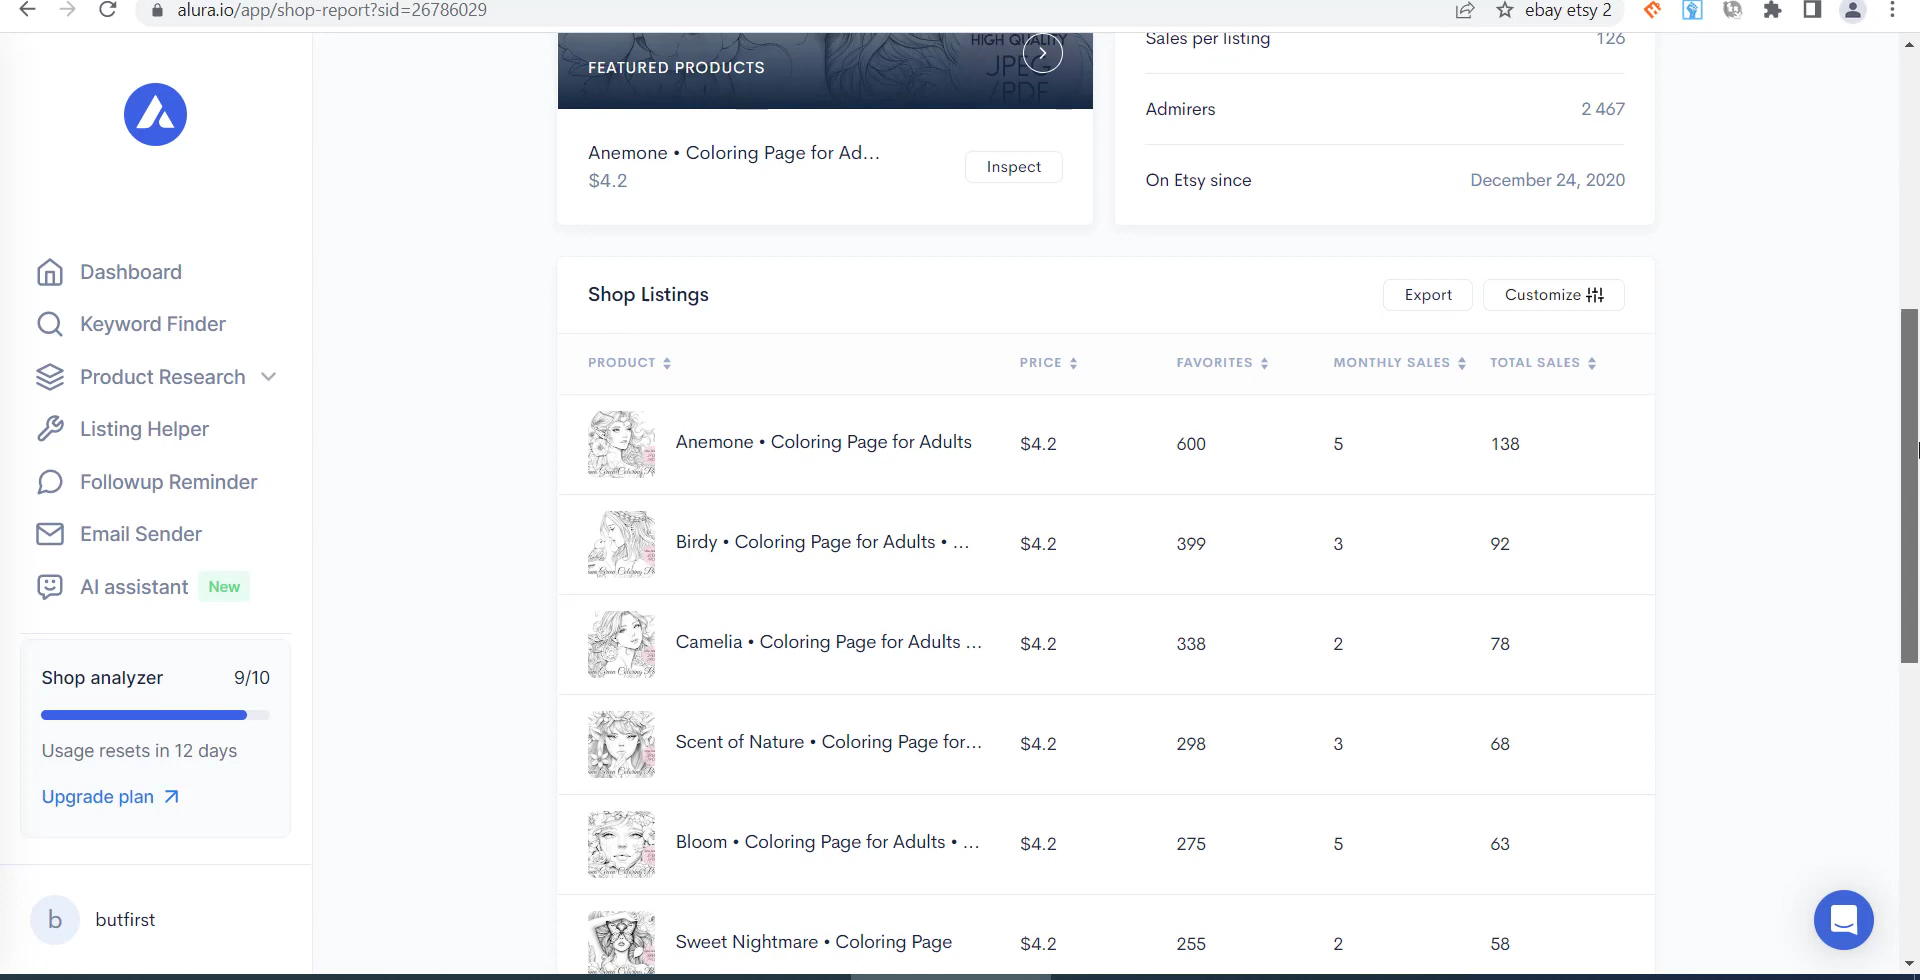 alura.io/app/shop-report?sid=26786029
ebay etsy 2
Dashboard
Keyword Finder
Product Research
Listing Helper
Followup Reminder
Email Sender
AI assistant New
Shop analyzer 9/10
Usage resets in 12 days
Upgrade plan
b butfirst
HIGH QUALITY
JPEG
/PDF
FEATURED PRODUCTS
Anemone • Coloring Page for Ad...
$4.2
Inspect
Sales per listing 126
Admirers 2 467
On Etsy since December 24, 2020
Shop Listings
Export
Customize
PRODUCT PRICE FAVORITES MONTHLY SALES TOTAL SALES
Anemone • Coloring Page for Adults $4.2 600 5 138
Birdy • Coloring Page for Adults • ... $4.2 399 3 92
Camelia • Coloring Page for Adults ... $4.2 338 2 78
Scent of Nature • Coloring Page for... $4.2 298 3 68
Bloom • Coloring Page for Adults • ... $4.2 275 5 63
Sweet Nightmare • Coloring Page $4.2 255 2 58